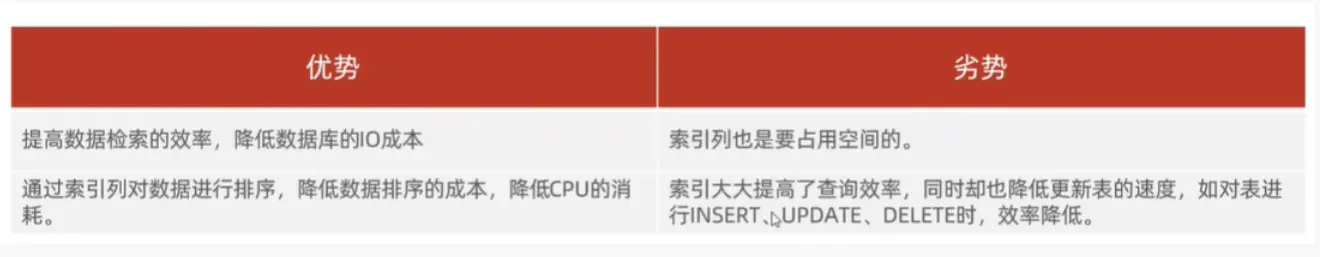 优势
劣势
提高数据检索的效率，降低数据库的IO成本
索引列也是要占用空间的。
通过索引列对数据进行排序，降低数据排序的成本，降低CPU的消
耗。
索引大大提高了查询效率，同时却也降低更新表的速度，如对表进
行INSERT、UPDATE、DELETE时，效率降低。